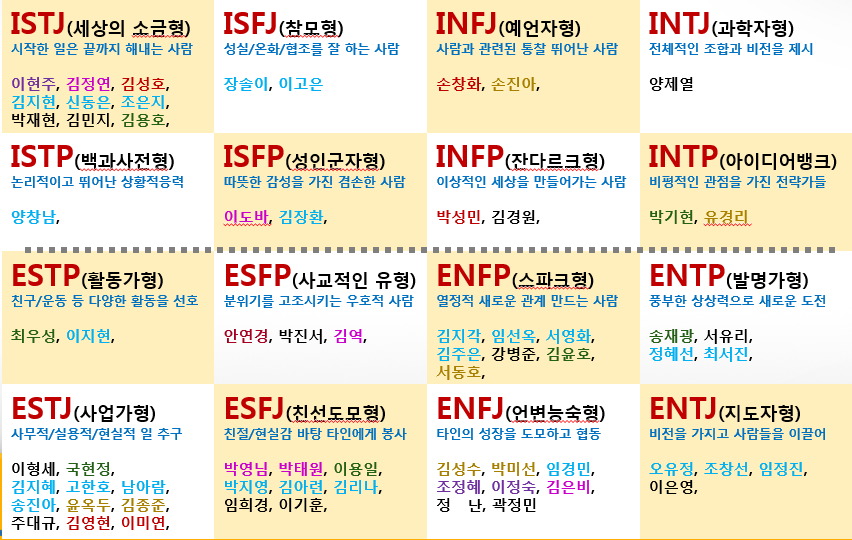 ISTJ(세상의 소금형)
시작한 일은 끝까지 해내는 사람
이현주, 김정연, 김성호,
김지현, 신동은, 조은지,
박재현, 김민지, 김용호,
ISFJ(참모형)
성실/온화/협조를 잘 하는 사람
장솔이, 이고은
INFJ(예언자형)
사람과 관련된 통찰 뛰어난 사람
손창화, 손진아,
INTJ(과학자형)
전체적인 조합과 비전을 제시
양제열
ISTP(백과사전형)
논리적이고 뛰어난 상황적응력
양창남,
ISFP(성인군자형)
따뜻한 감성을 가진 겸손한 사람
이도바, 김장환,
INFP(잔다르크형)
이상적인 세상을 만들어가는 사람
박성민, 김경원,
INTP(아이디어뱅크)
비평적인 관점을 가진 전략가들
박기현, 유경리
ESTP(활동가형)
친구/운동 등 다양한 활동을 선호
최우성, 이지현,
ESFP(사교적인 유형)
분위기를 고조시키는 우호적 사람
안연경, 박진서, 김역,
ENFP(스파크형)
열정적 새로운 관계 만드는 사람
김지각, 임선옥, 서영화,
김주은, 강병준, 김윤호,
서동호,
ENTP(발명가형)
풍부한 상상력으로 새로운 도전
송재광, 서유리,
정혜선, 최서진,
ESTJ(사업가형)
사무적/실용적/현실적 일 추구
이형세, 국현정,
김지혜, 고한호, 남아람,
송진아, 윤옥두, 김종준,
주대규, 김영현, 이미연,
ESFJ(친선도모형)
친절/현실감 바탕 타인에게 봉사
박영님, 박태원, 이용일,
박지영, 김아련, 김리나,
임희경, 이기훈,
ENFJ(언변능숙형)
타인의 성장을 도모하고 협동
김성수, 박미선, 임경민,
조정혜, 이정숙, 김은비,
정 난, 곽정민
ENTJ(지도자형)
비전을 가지고 사람들을 이끌어
오유정, 조창선, 임정진,
이은영,